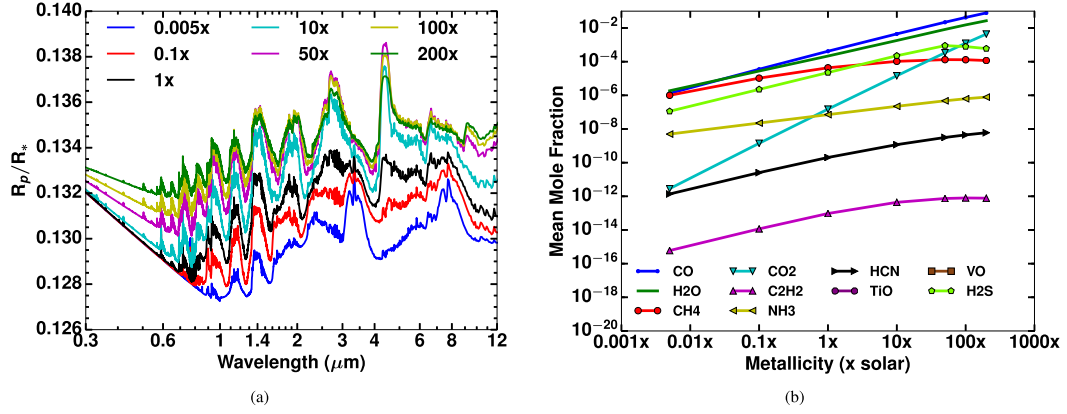 0.140
0.138
0.136
0.134
0.132
0.130
0.128
0.126
Rp/R*
0.005x 10x 100x
0.1x 50x 200x
1x
0.3 0.6 1 1.4 2 3 4 6 8 12
Wavelength (μm)
(a)
10−2
10−4
10−6
10−8
10−10
10−12
10−14
10−16
10−18
10−20
Mean Mole Fraction
CO CO2 HCN VO
H2O C2H2 TiO H2S
CH4 NH3
0.001x 0.01x 0.1x 1x 10x 100x 1000x
Metallicity (x solar)
(b)